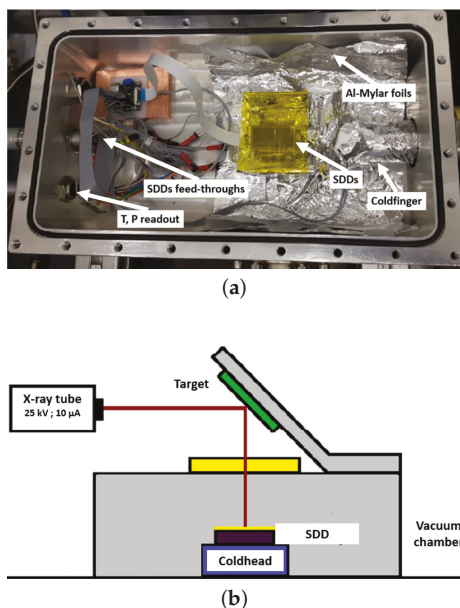 Al-Mylar foils
SDDs feed-throughs
SDDs
T, P readout
Coldfinger
(a)
Target
X-ray tube
25 kV ; 10 µA
SDD
Vacuum
chamber
Coldhead
(b)